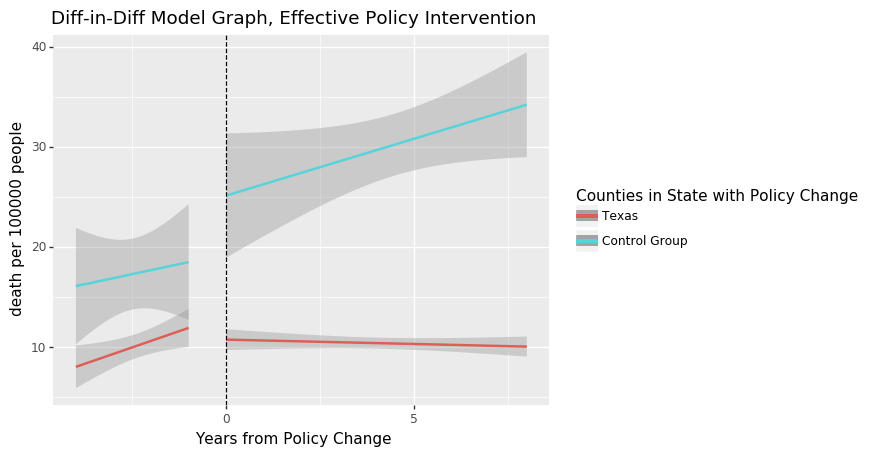 Diff-in-Diff Model Graph, Effective Policy Intervention
death per 100000 people
40
30
20
10
0
5
Years from Policy Change
Counties in State with Policy Change
Texas
Control Group